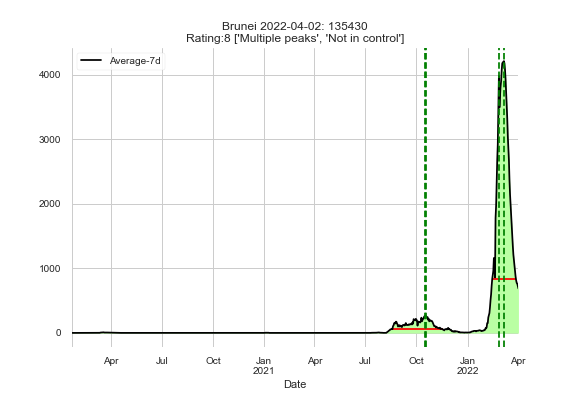 Brunei 2022-04-02: 135430
Rating:8 ['Multiple peaks', 'Not in control']
Average-7d
4000
3000
2000
1000
0
Apr Jul Oct Jan Apr Jul Oct Jan Apr
2021 2022
Date